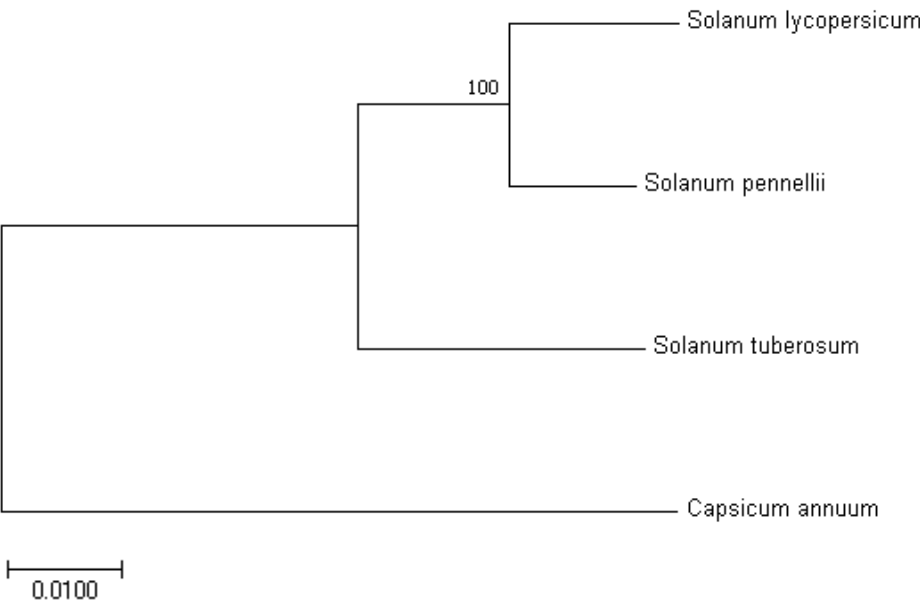 Solanum lycopersicum
100
Solanum pennellii
Solanum tuberosum
Capsicum annuum
0.0100